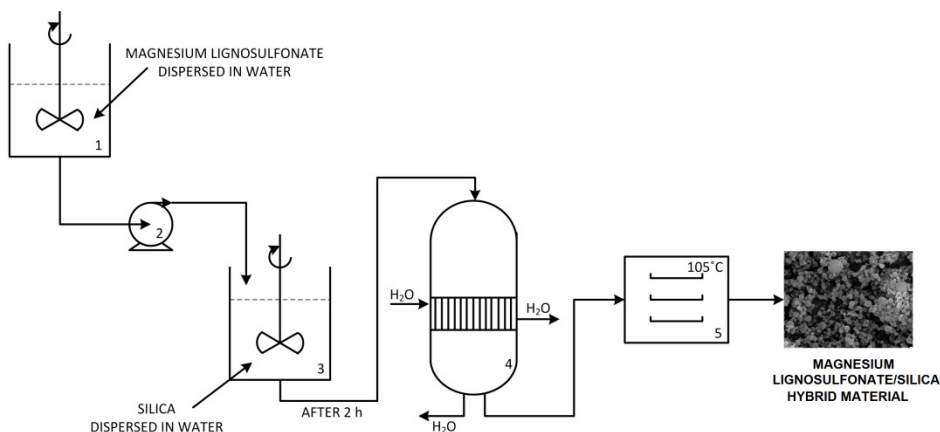 MAGNESIUM LIGNOSULFONATE
DISPERSED IN WATER
1
2
3
SILICA
DISPERSED IN WATER
AFTER 2 h
H₂O
H₂O
4
H₂O
105˚C
5
MAGNESIUM
LIGNOSULFONATE/SILICA
HYBRID MATERIAL